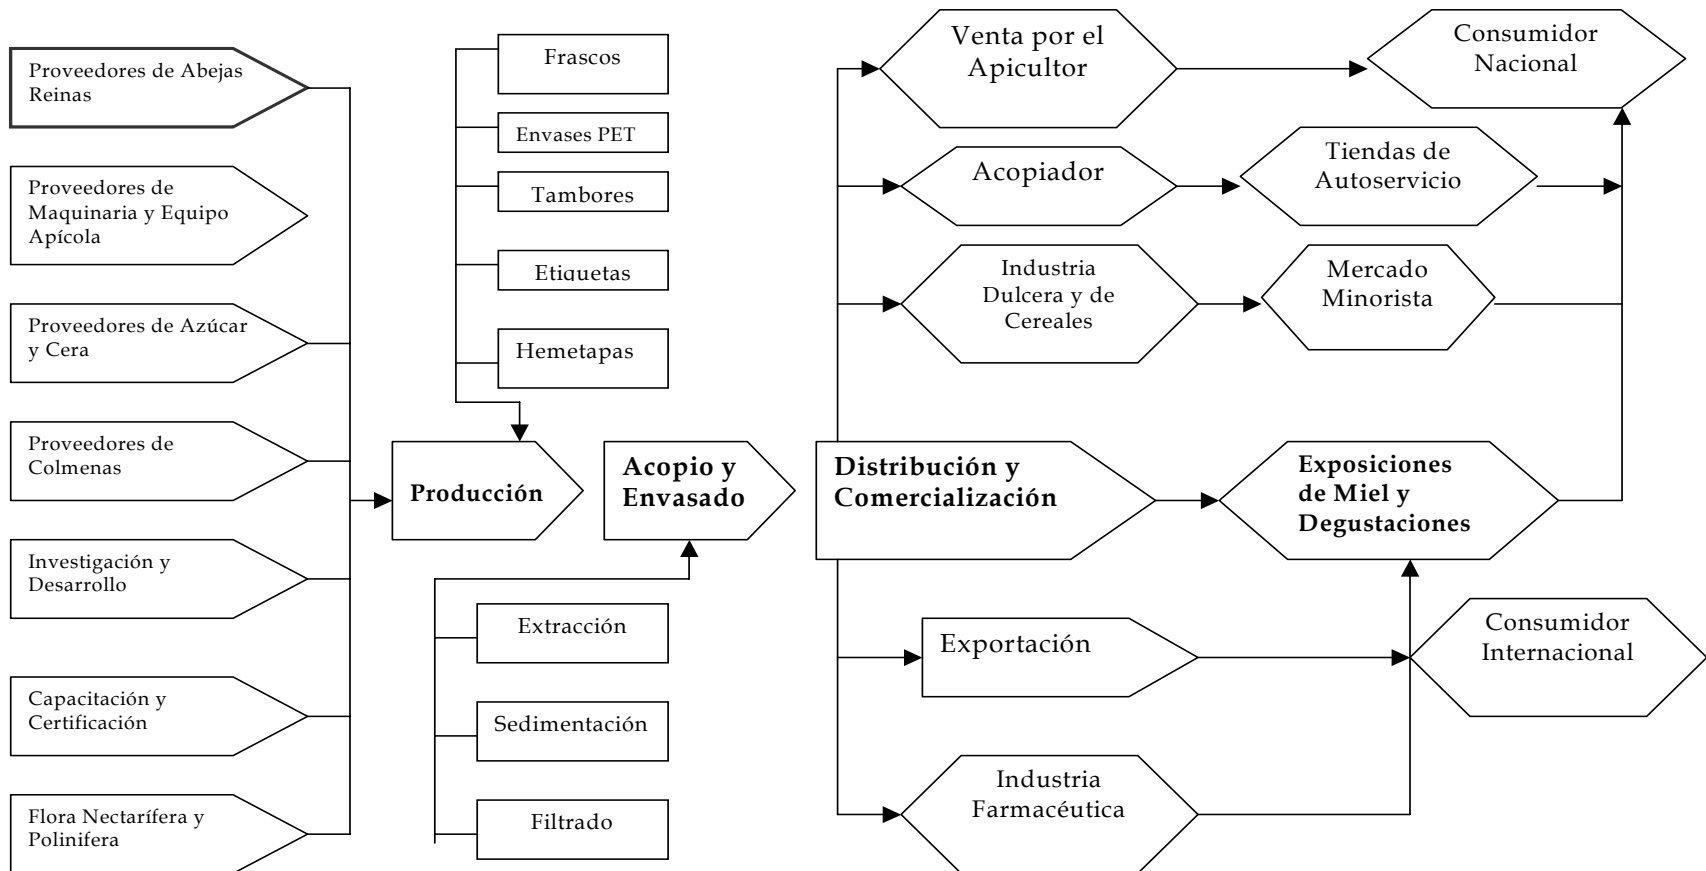 Proveedores de Abejas
Reinas
Proveedores de
Maquinaria y Equipo
Apícola
Proveedores de Azúcar
y Cera
Proveedores de
Colmenas
Investigación y
Desarrollo
Capacitación y
Certificación
Flora Nectarífera y
Polinifera
Frascos
Envases PET
Tambores
Etiquetas
Hemetapas
Producción
Acopio y
Envasado
Extracción
Sedimentación
Filtrado
Venta por el
Apicultor
Consumidor
Nacional
Acopiador
Tiendas de
Autoservicio
Industria
Dulcera y de
Cereales
Mercado
Minorista
Distribución y
Comercialización
Exposiciones
de Miel y
Degustaciones
Exportación
Consumidor
Internacional
Industria
Farmacéutica